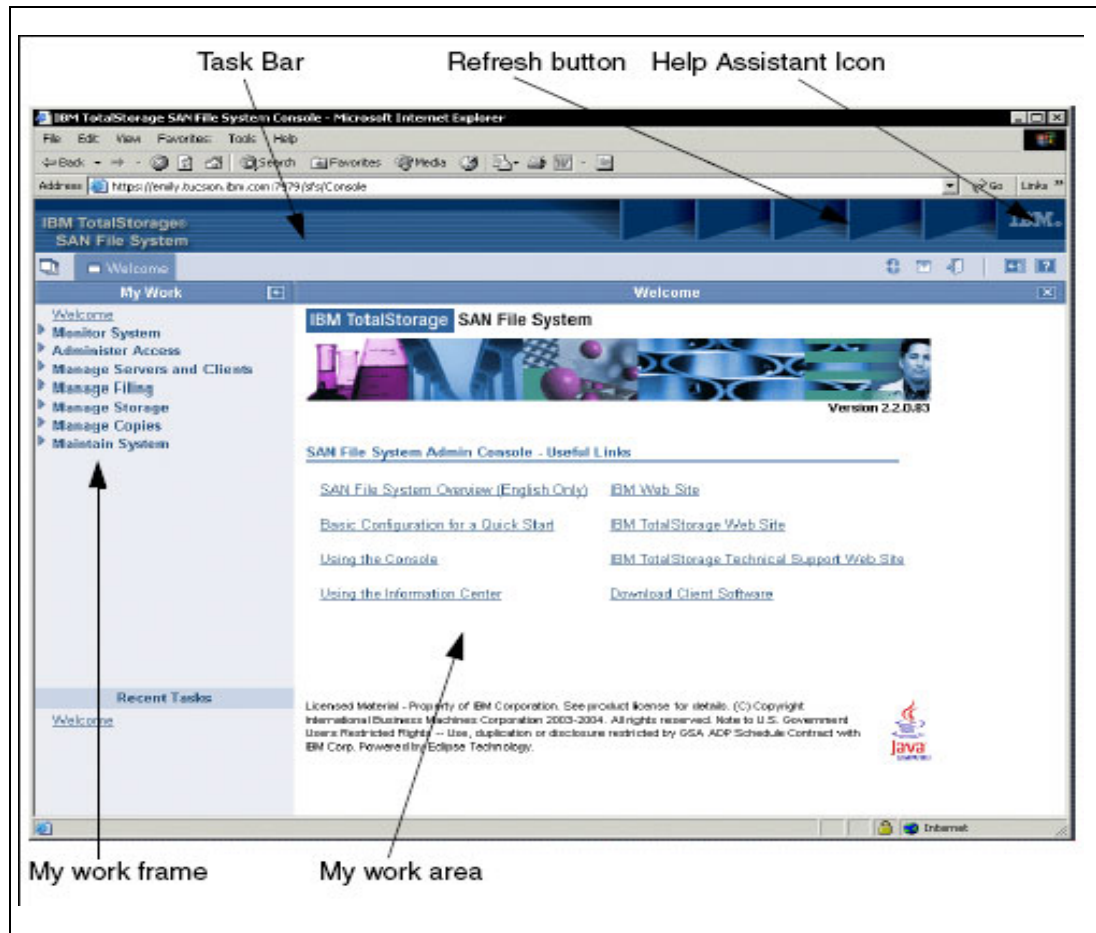 Task Bar
Refresh button
Help Assistant Icon
IBM TotalStorage SAN File System Console - Microsoft Internet Explorer
File Edit View Favorites Tools Help
Back Search Favorites Media
Address https://emily.tucson.ibm.com:7979/sfs/Console Go Links »
IBM TotalStorage®
SAN File System
IBM®
Welcome
My Work
Welcome
Welcome
Monitor System
Administer Access
Manage Servers and Clients
Manage Filing
Manage Storage
Manage Copies
Maintain System
IBM TotalStorage SAN File System
Version 2.2.0.83
SAN File System Admin Console - Useful Links
SAN File System Overview (English Only)
IBM Web Site
Basic Configuration for a Quick Start
IBM TotalStorage Web Site
Using the Console
IBM TotalStorage Technical Support Web Site
Using the Information Center
Download Client Software
Recent Tasks
Welcome
Licensed Material - Property of IBM Corporation. See product license for details. (C) Copyright
International Business Machines Corporation 2003-2004. All rights reserved. Note to U.S. Government
Users Restricted Rights -- Use, duplication or disclosure restricted by GSA ADP Schedule Contract with
IBM Corp. Powered by Eclipse Technology.
Java
Internet
My work frame
My work area